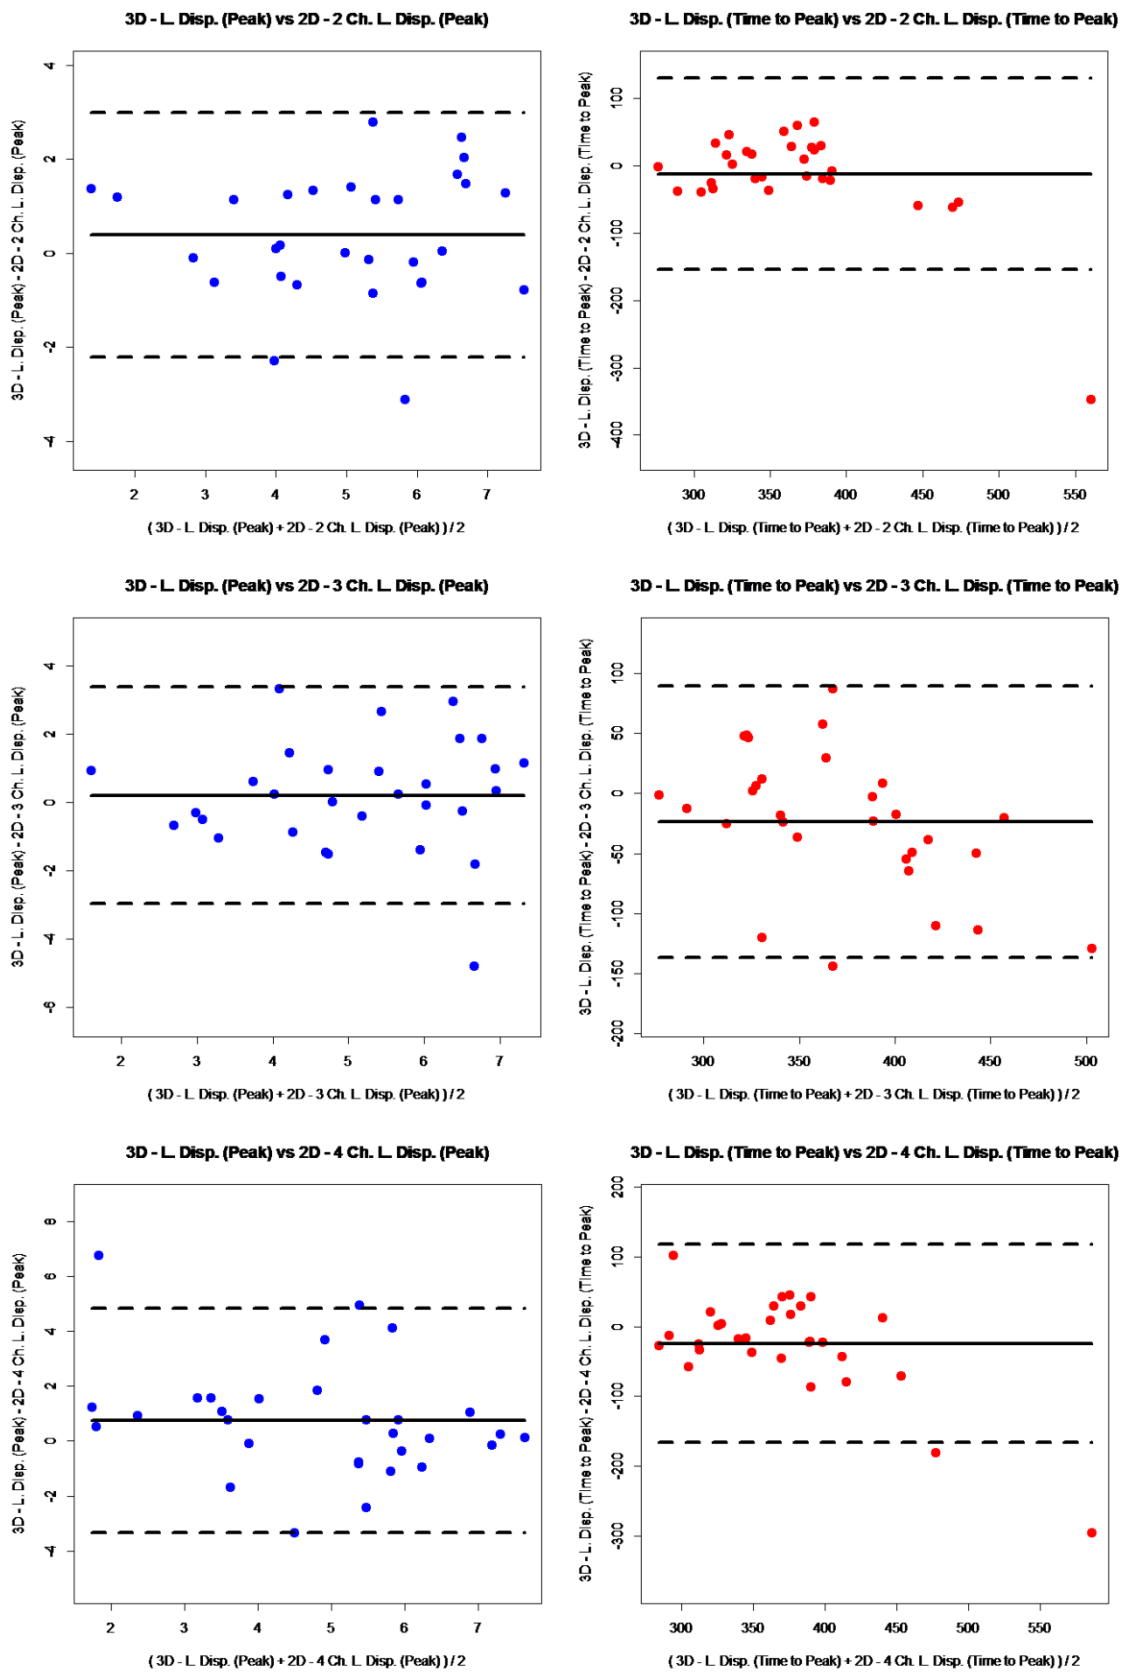 3D - L. Disp. (Peak) vs 2D - 2 Ch. L. Disp. (Peak)
3D - L. Disp. (Peak) - 2D - 2 Ch. L. Disp. (Peak)
4
2
0
-2
-4
2 3 4 5 6 7
( 3D - L. Disp. (Peak) + 2D - 2 Ch. L. Disp. (Peak) ) / 2
3D - L. Disp. (Time to Peak) vs 2D - 2 Ch. L. Disp. (Time to Peak)
3D - L. Disp. (Time to Peak) - 2D - 2 Ch. L. Disp. (Time to Peak)
100
0
-100
-200
-300
-400
300 350 400 450 500 550
( 3D - L. Disp. (Time to Peak) + 2D - 2 Ch. L. Disp. (Time to Peak) ) / 2
3D - L. Disp. (Peak) vs 2D - 3 Ch. L. Disp. (Peak)
3D - L. Disp. (Peak) - 2D - 3 Ch. L. Disp. (Peak)
4
2
0
-2
-4
-6
2 3 4 5 6 7
( 3D - L. Disp. (Peak) + 2D - 3 Ch. L. Disp. (Peak) ) / 2
3D - L. Disp. (Time to Peak) vs 2D - 3 Ch. L. Disp. (Time to Peak)
3D - L. Disp. (Time to Peak) - 2D - 3 Ch. L. Disp. (Time to Peak)
100
50
0
-50
-100
-150
-200
300 350 400 450 500
( 3D - L. Disp. (Time to Peak) + 2D - 3 Ch. L. Disp. (Time to Peak) ) / 2
3D - L. Disp. (Peak) vs 2D - 4 Ch. L. Disp. (Peak)
3D - L. Disp. (Peak) - 2D - 4 Ch. L. Disp. (Peak)
8
6
4
2
0
-2
-4
2 3 4 5 6 7
( 3D - L. Disp. (Peak) + 2D - 4 Ch. L. Disp. (Peak) ) / 2
3D - L. Disp. (Time to Peak) vs 2D - 4 Ch. L. Disp. (Time to Peak)
3D - L. Disp. (Time to Peak) - 2D - 4 Ch. L. Disp. (Time to Peak)
200
100
0
-100
-200
-300
300 350 400 450 500 550
( 3D - L. Disp. (Time to Peak) + 2D - 4 Ch. L. Disp. (Time to Peak) ) / 2